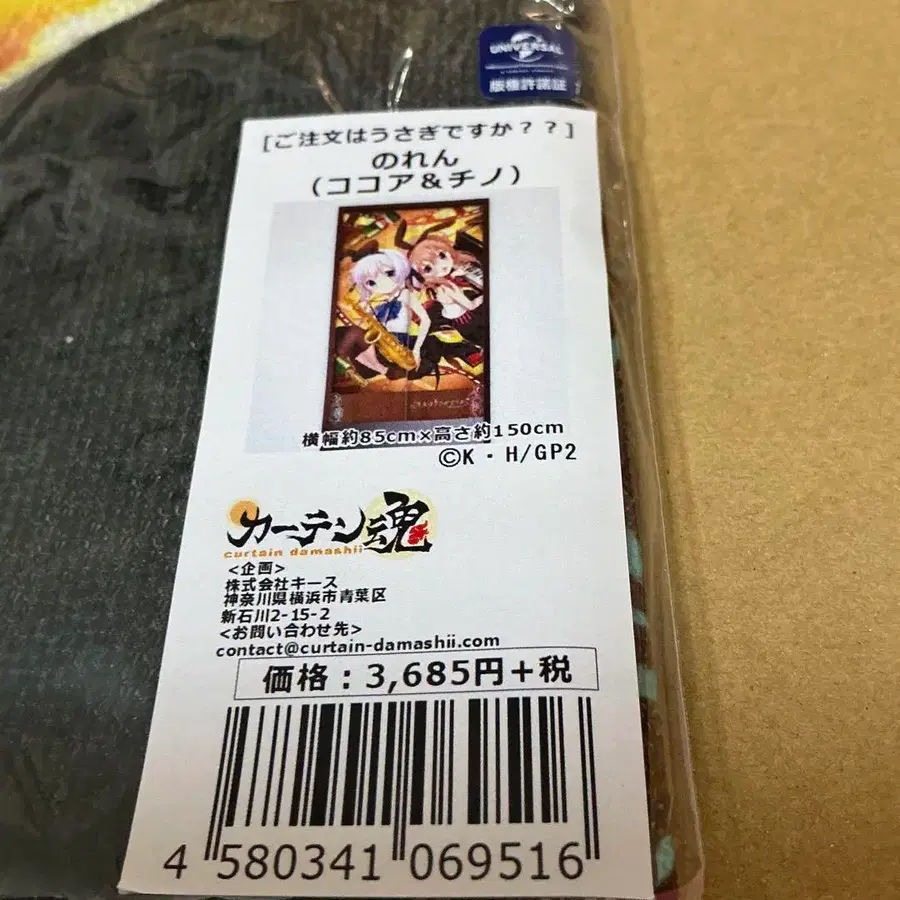 UNIVERSAL
版権許諾証
[ご注文はうさぎですか？？]
のれん
（ココア＆チノ）
横幅約85cm×高さ約150cm
©K・H/GP2
カーテン魂
curtain damashii
<企画>
株式会社キース
神奈川県横浜市青葉区
新石川2-15-2
<お問い合わせ先>
contact@curtain-damashii.com
価格：3,685円＋税
4 580341 069516